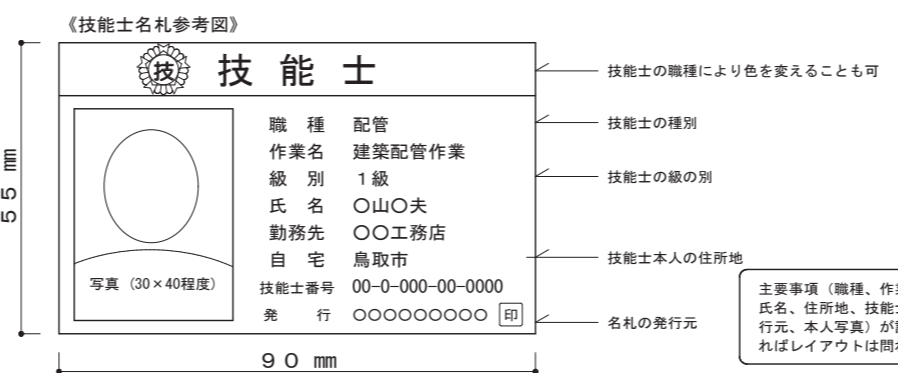 《技能士名札参考図》
技 技能士
職種 配管
作業名 建築配管作業
級別 1級
氏名 〇山〇夫
勤務先 〇〇工務店
自宅 鳥取市
技能士番号 00-0-000-00-0000
発行 〇〇〇〇〇〇〇〇〇 印
写真（30×40程度）
55 mm
90 mm
技能士の職種により色を変えることも可
技能士の種別
技能士の級の別
技能士本人の住所地
名札の発行元
主要事項（職種、作
氏名、住所地、技能
行元、本人写真）が
ればレイアウトは問